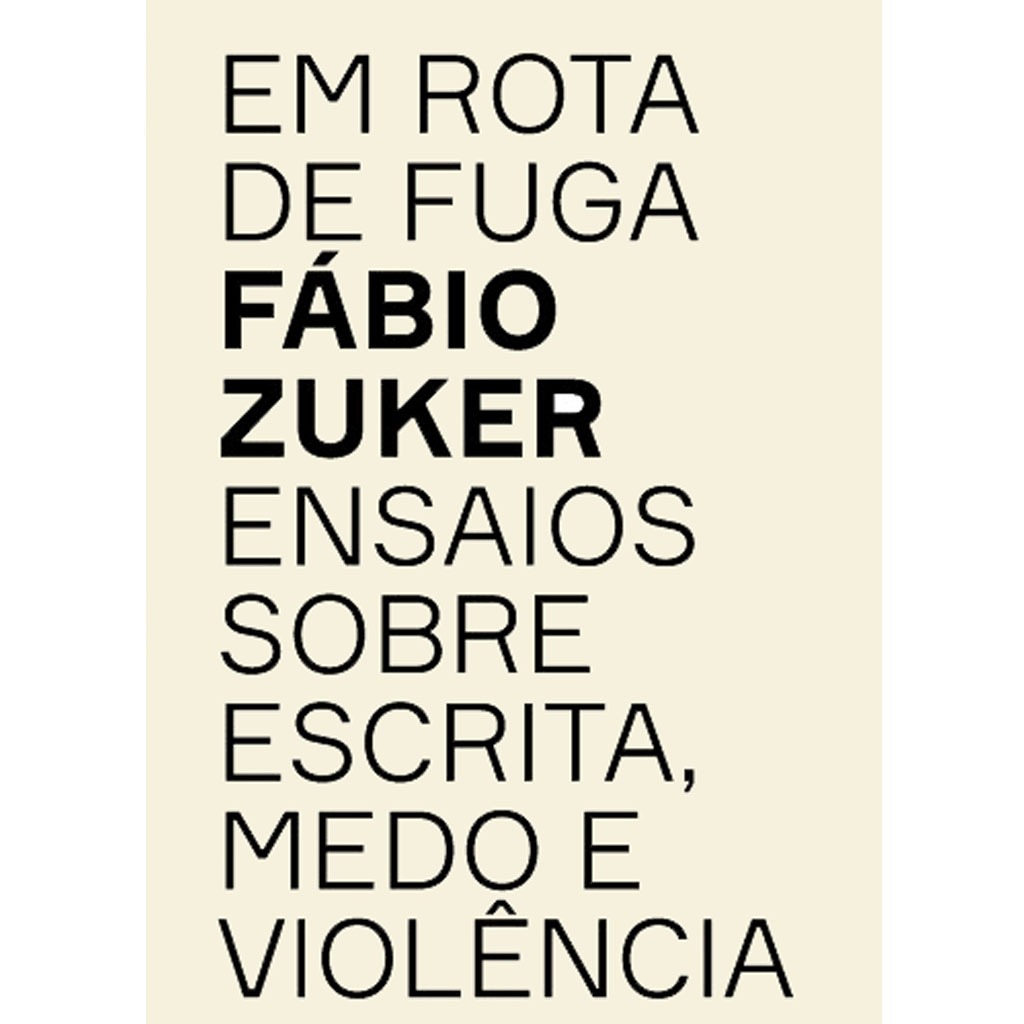 EM ROTA
DE FUGA
FÁBIO
ZUKER
ENSAIOS
SOBRE
ESCRITA,
MEDO E
VIOLÊNCIA